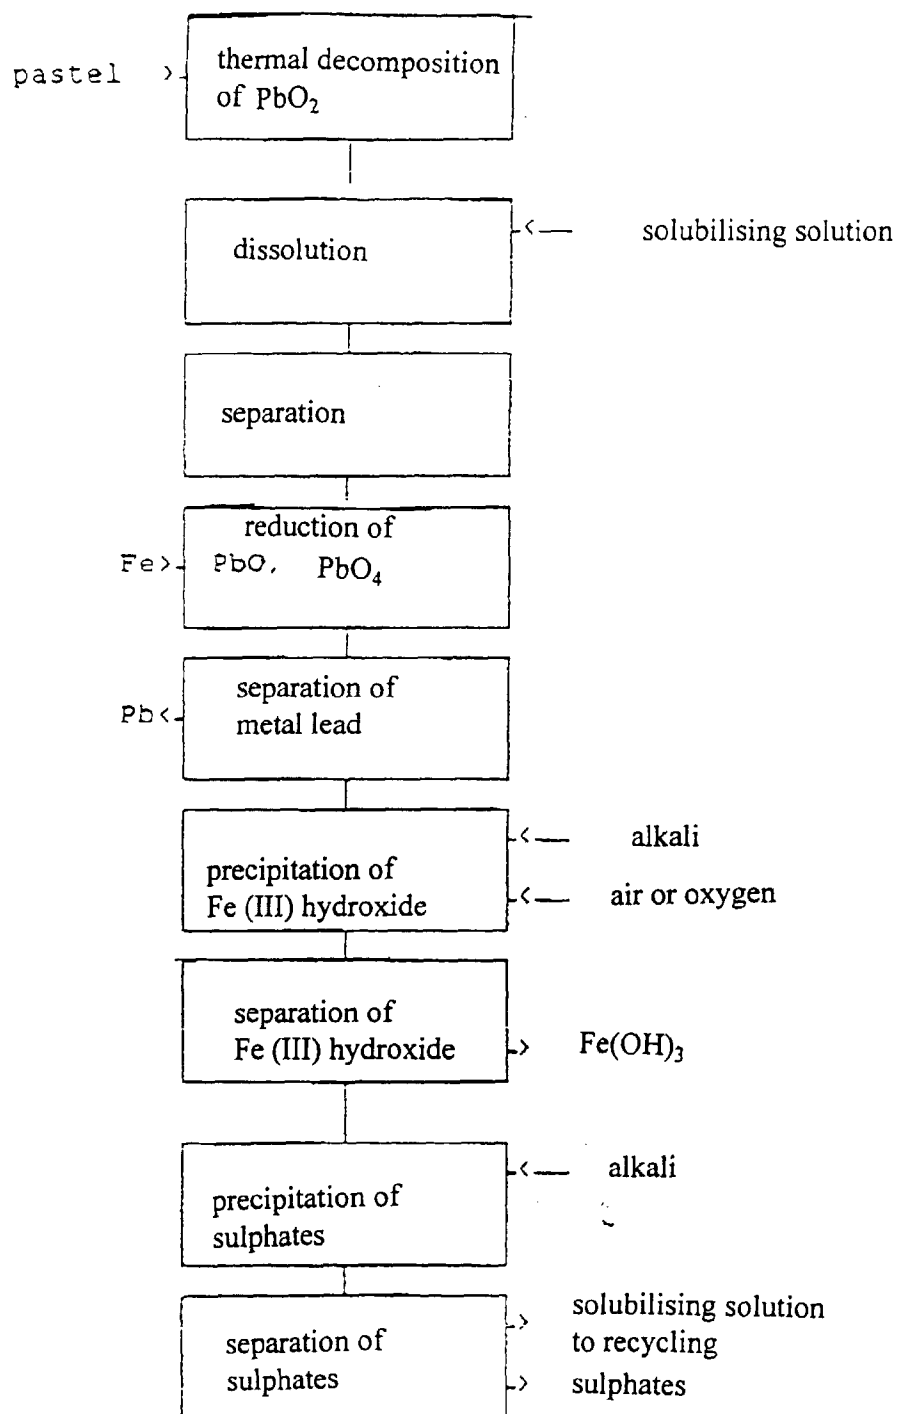 thermal decomposition
pastel >
of PbO₂
dissolution
<— solubilising solution
separation
reduction of
Fe> PbO, PbO₄
separation of
Pb< metal lead
<— alkali
precipitation of
Fe (III) hydroxide
<— air or oxygen
separation of
Fe (III) hydroxide > Fe(OH)₃
<— alkali
precipitation of
sulphates
> solubilising solution
to recycling
separation of
sulphates
> sulphates